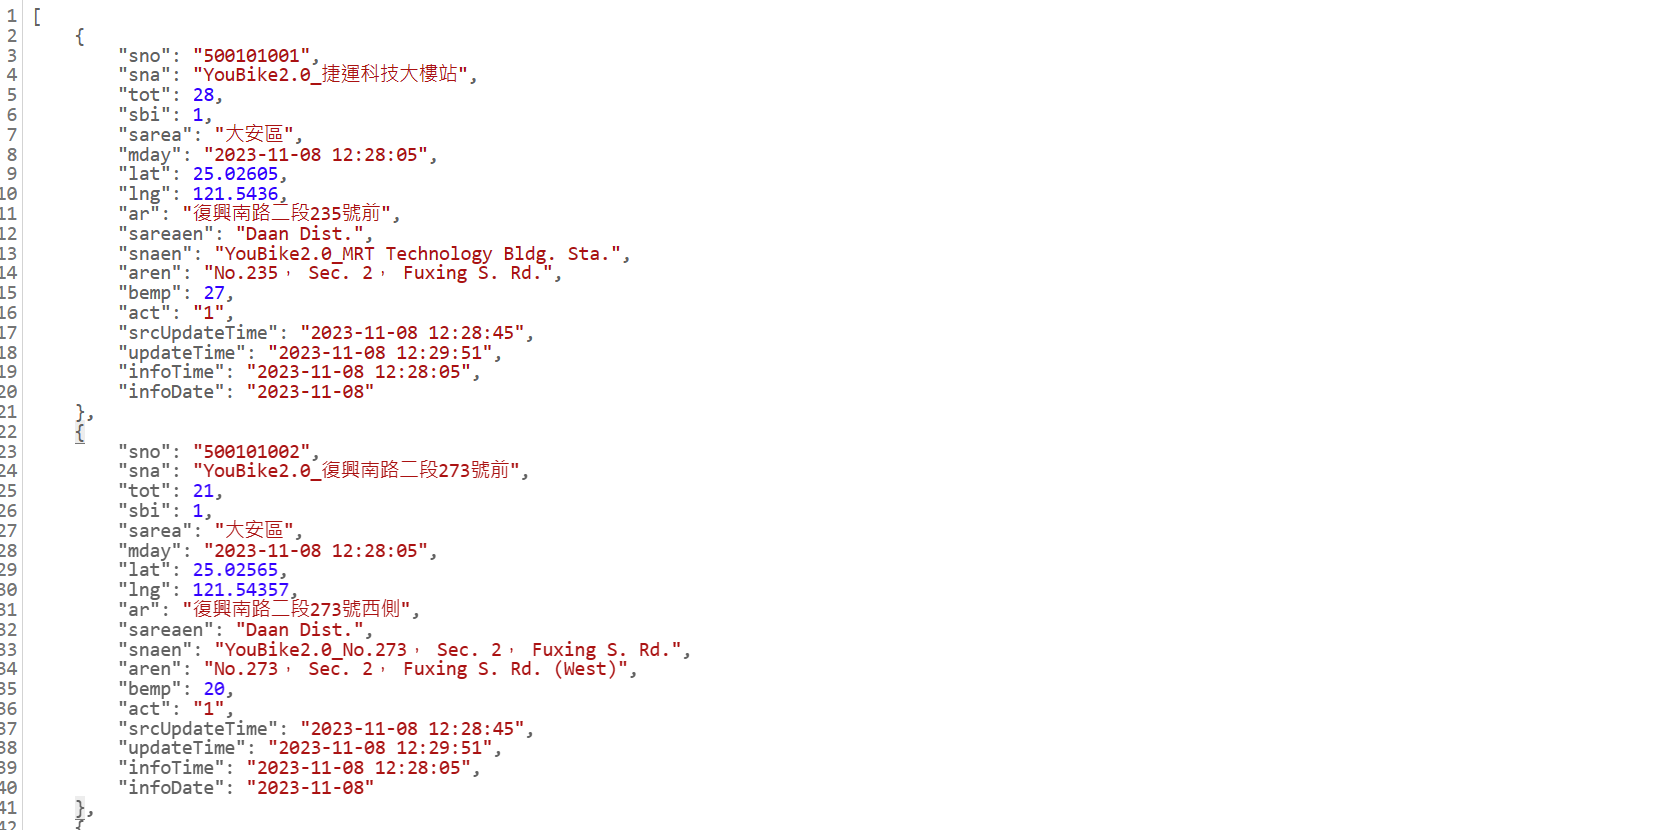 1 [
2 {
3 "sno": "500101001",
4 "sna": "YouBike2.0_捷運科技大樓站",
5 "tot": 28,
6 "sbi": 1,
7 "sarea": "大安區",
8 "mday": "2023-11-08 12:28:05",
9 "lat": 25.02605,
10 "lng": 121.5436,
11 "ar": "復興南路二段235號前",
12 "sareaen": "Daan Dist.",
13 "snaen": "YouBike2.0_MRT Technology Bldg. Sta.",
14 "aren": "No.235， Sec. 2， Fuxing S. Rd.",
15 "bemp": 27,
16 "act": "1",
17 "srcUpdateTime": "2023-11-08 12:28:45",
18 "updateTime": "2023-11-08 12:29:51",
19 "infoTime": "2023-11-08 12:28:05",
20 "infoDate": "2023-11-08"
21 },
22 {
23 "sno": "500101002",
24 "sna": "YouBike2.0_復興南路二段273號前",
25 "tot": 21,
26 "sbi": 1,
27 "sarea": "大安區",
28 "mday": "2023-11-08 12:28:05",
29 "lat": 25.02565,
30 "lng": 121.54357,
31 "ar": "復興南路二段273號西側",
32 "sareaen": "Daan Dist.",
33 "snaen": "YouBike2.0_No.273， Sec. 2， Fuxing S. Rd.",
34 "aren": "No.273， Sec. 2， Fuxing S. Rd. (West)",
35 "bemp": 20,
36 "act": "1",
37 "srcUpdateTime": "2023-11-08 12:28:45",
38 "updateTime": "2023-11-08 12:29:51",
39 "infoTime": "2023-11-08 12:28:05",
40 "infoDate": "2023-11-08"
41 },
42 {